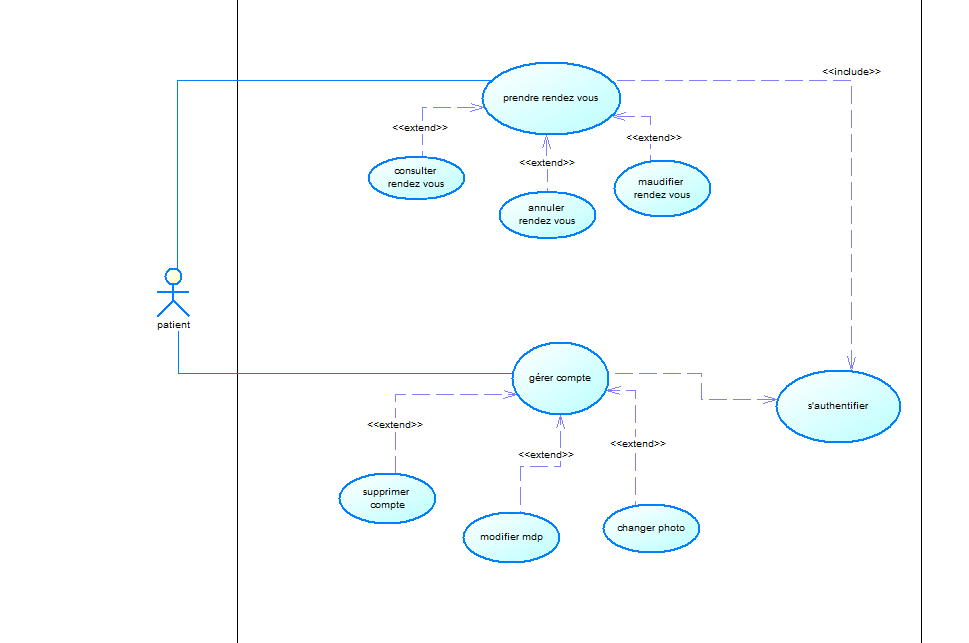 <<include>>
prendre rendez vous
<<extend>>
<<extend>>
<<extend>>
consulter
rendez vous
maudifier
rendez vous
annuler
rendez vous
patient
gérer compte
s'authentifier
<<extend>>
<<extend>>
<<extend>>
supprimer
compte
modifier mdp
changer photo